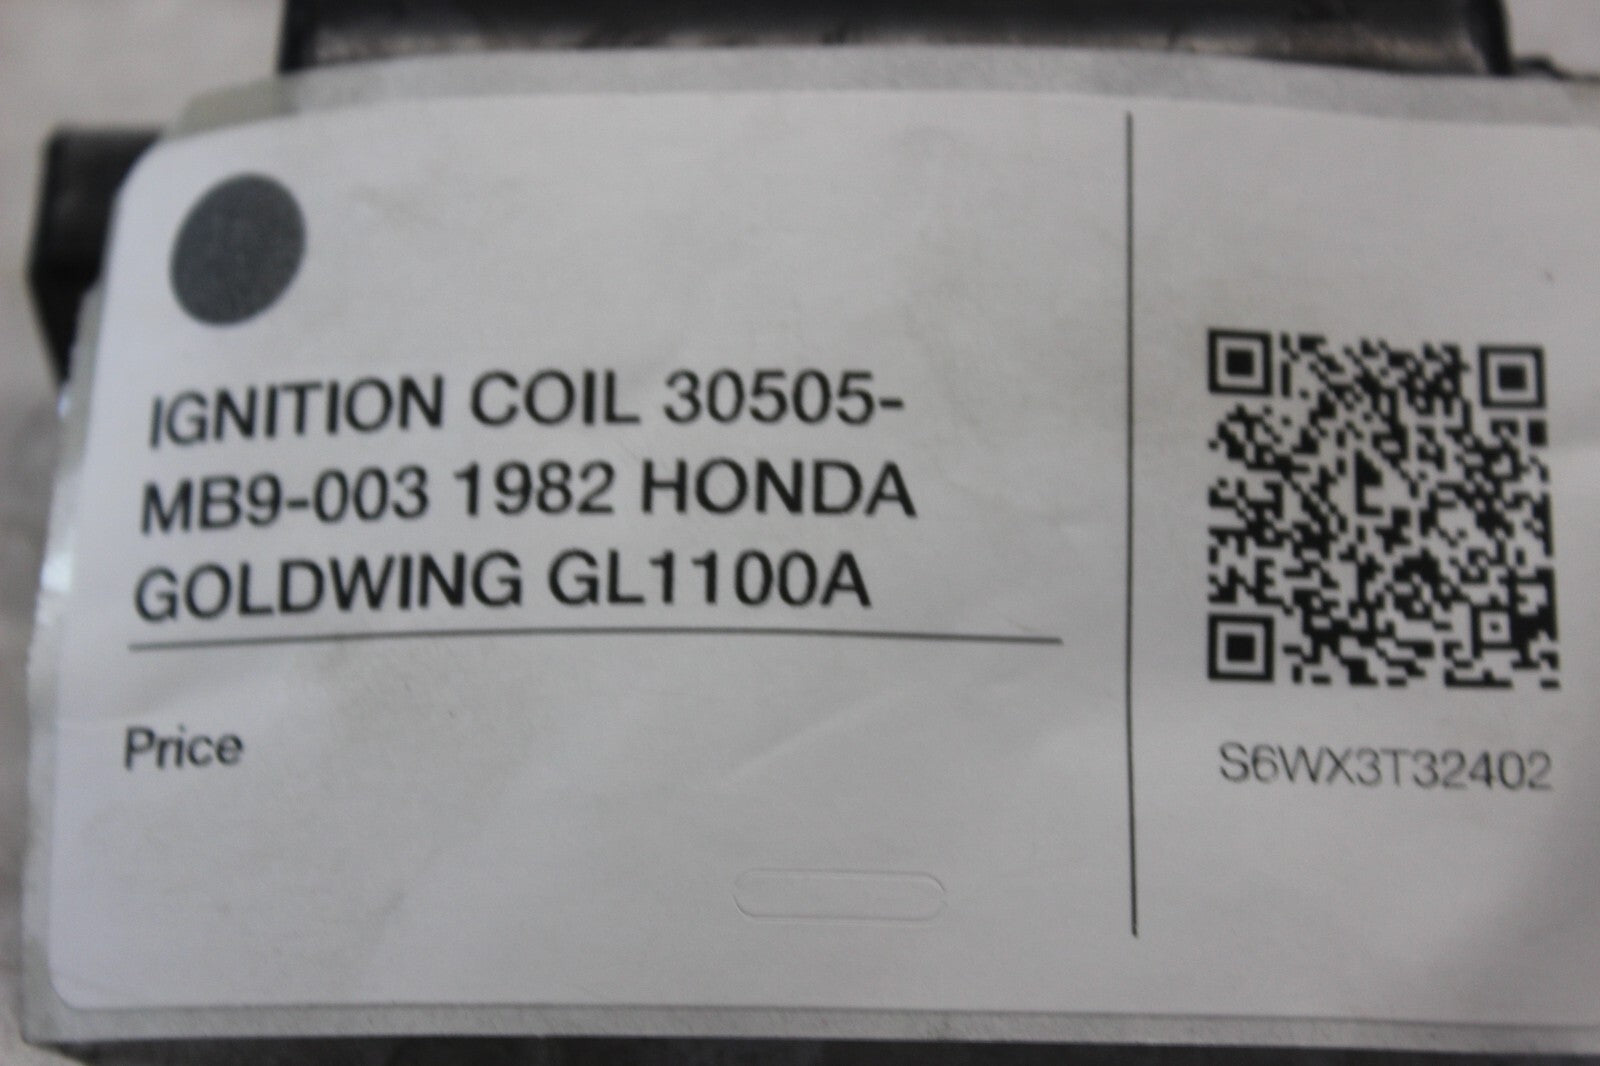 IGNITION COIL 30505-
MB9-003 1982 HONDA
GOLDWING GL1100A
Price
S6WX3T32402